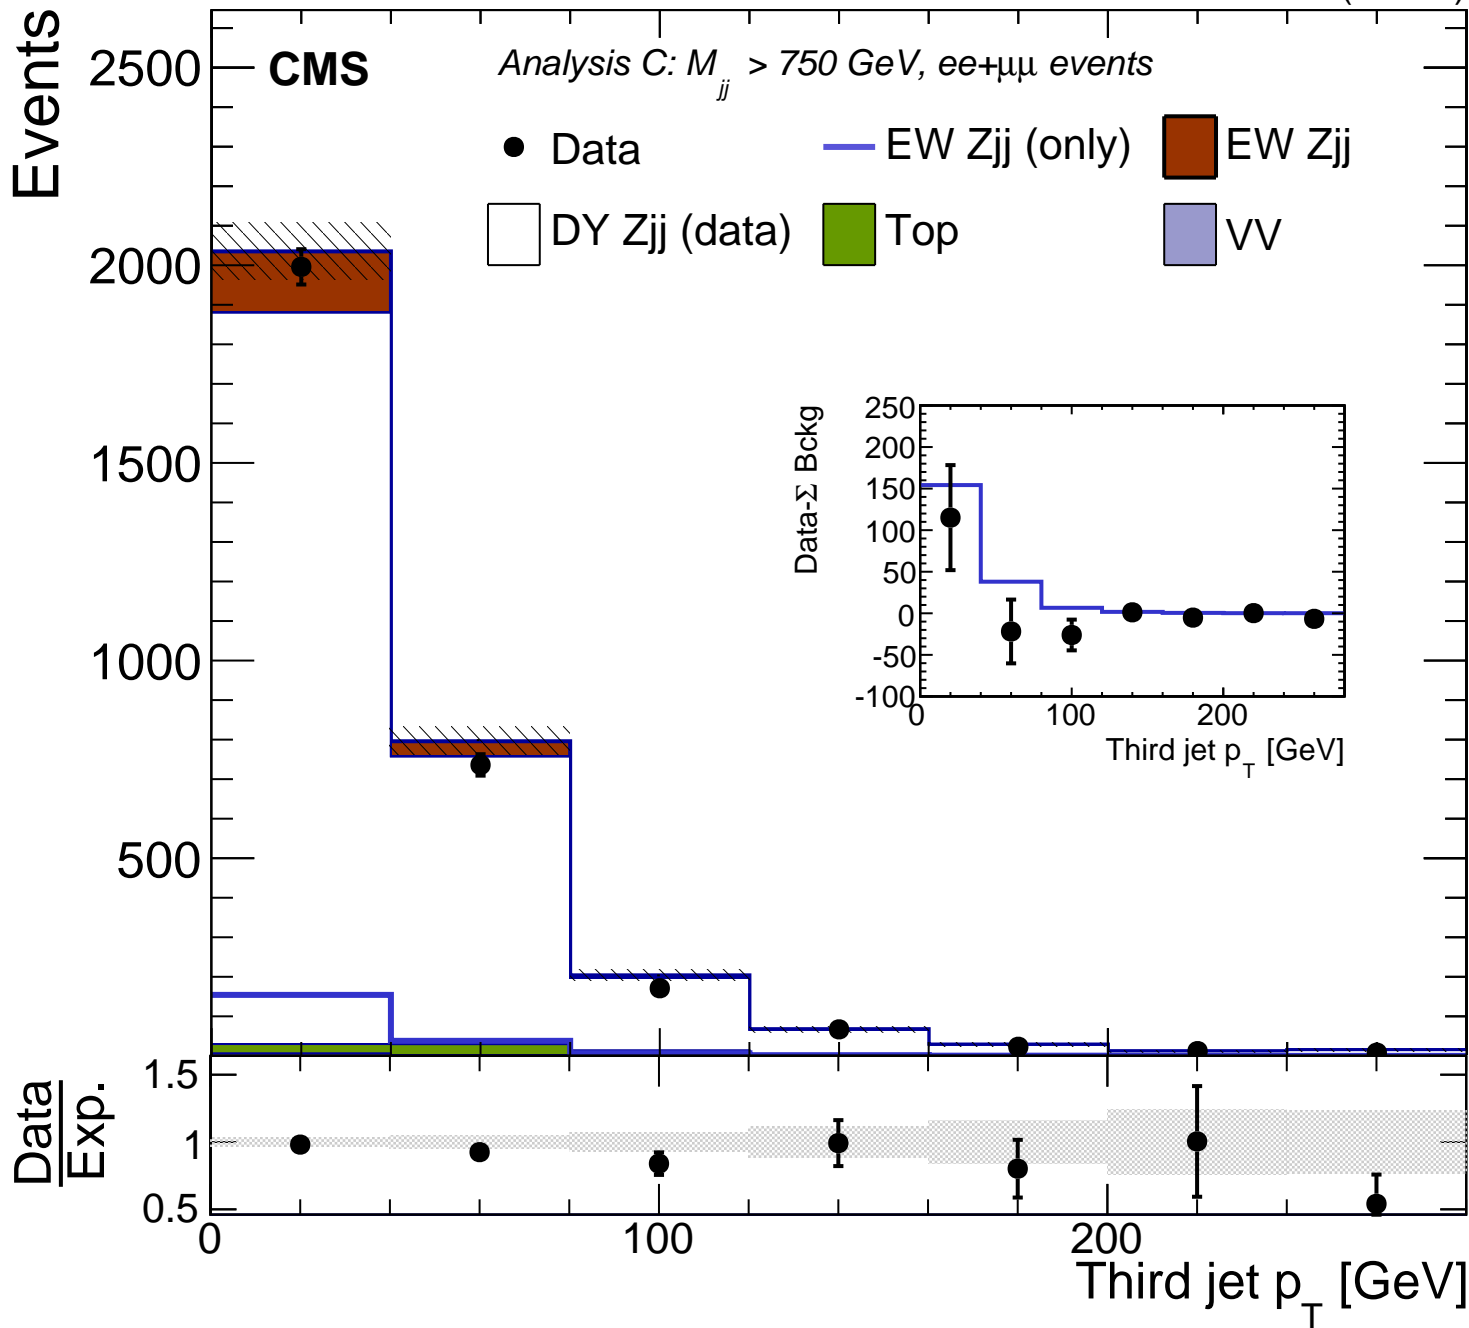 Events
CMS
Analysis C: M_jj > 750 GeV, ee+μμ events
Data
EW Zjj (only)
EW Zjj
DY Zjj (data)
Top
VV
2500
2000
1500
1000
500
Data-Σ Bckg
250
200
150
100
50
0
-50
-100
0
100
200
Third jet p_T [GeV]
Data
Exp.
1.5
1
0.5
0
100
200
Third jet p_T [GeV]